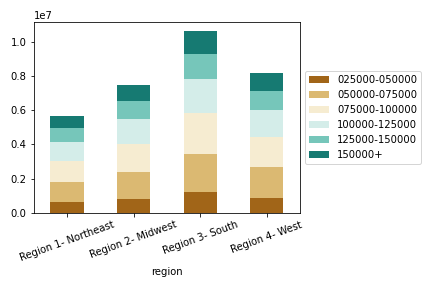 1e7
1.0
0.8
0.6
0.4
0.2
0.0
025000-050000
050000-075000
075000-100000
100000-125000
125000-150000
150000+
Region 1- Northeast
Region 2- Midwest
Region 3- South
Region 4- West
region